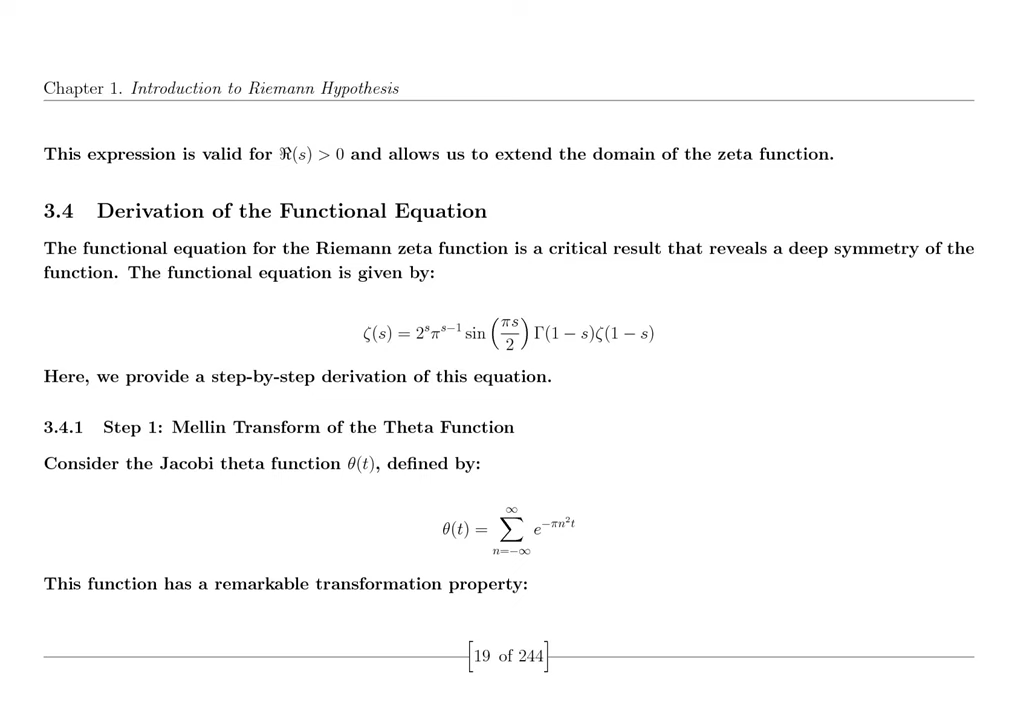 Chapter 1. Introduction to Riemann Hypothesis
This expression is valid for ℜ(s) > 0 and allows us to extend the domain of the zeta function.
3.4 Derivation of the Functional Equation
The functional equation for the Riemann zeta function is a critical result that reveals a deep symmetry of the
function. The functional equation is given by:
ζ(s) = 2^s π^{s−1} sin (πs/2) Γ(1 − s)ζ(1 − s)
Here, we provide a step-by-step derivation of this equation.
3.4.1 Step 1: Mellin Transform of the Theta Function
Consider the Jacobi theta function θ(t), defined by:
θ(t) = ∑_{n=−∞}^{∞} e^{−πn²t}
This function has a remarkable transformation property:
[19 of 244]